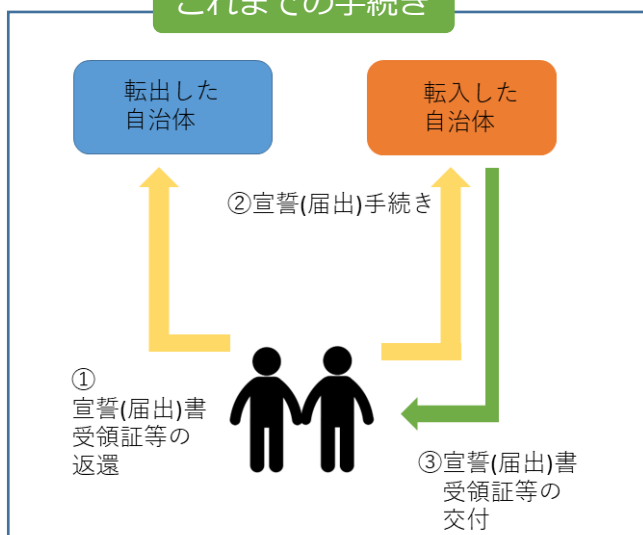 これまでの手続き
転出した
自治体
転入した
自治体
②宣誓(届出)手続き
①
宣誓(届出)書
受領証等の
返還
③宣誓(届出)書
受領証等の
交付